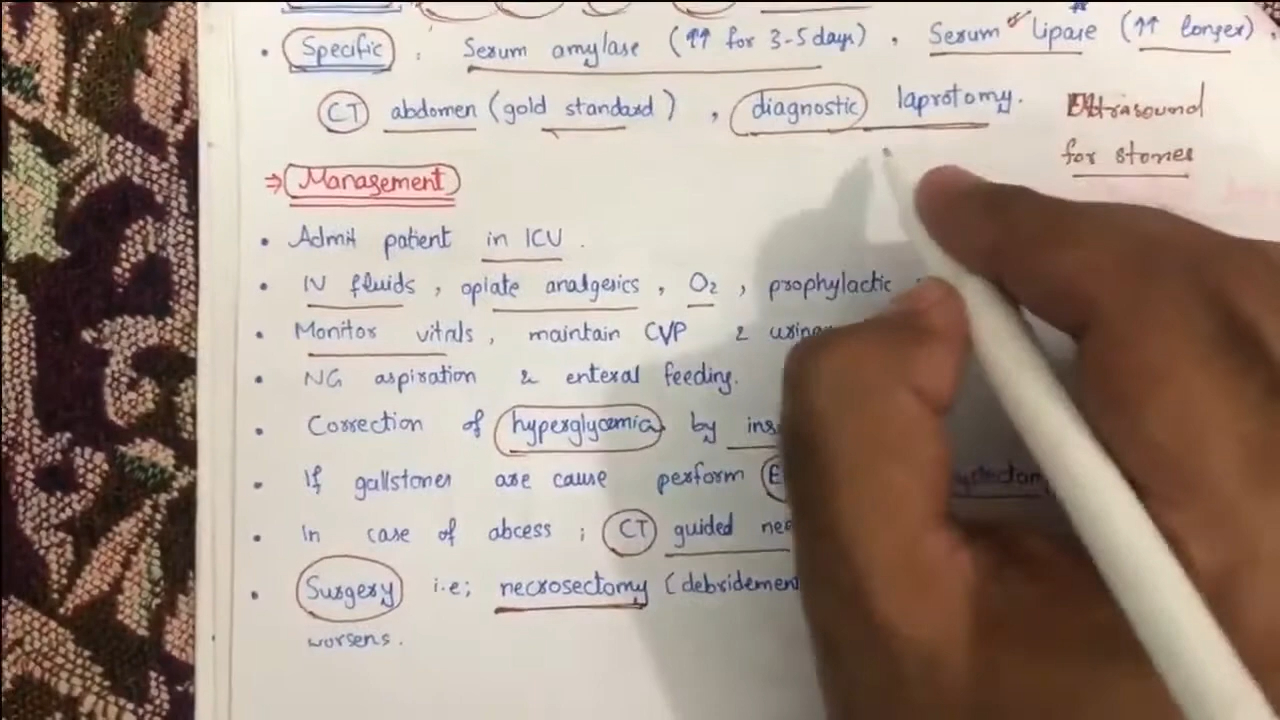 • Specific : Serum amylase (↑↑ for 3-5 days) , Serum Lipase (↑↑ longer) ,
CT abdomen (gold standard) , diagnostic laprotomy. Ultrasound
for stones
⇒ Management
• Admit patient in ICU .
• IV fluids , opiate analgesics , O₂ , prophylactic
• Monitor vitals , maintain CVP &
• NG aspiration & enteral feeding.
• Correction of hyperglycemia by
• If gallstones are cause perform
• In case of abcess ; CT guided
• Surgery i.e; necrosectomy (debridement
worsens .